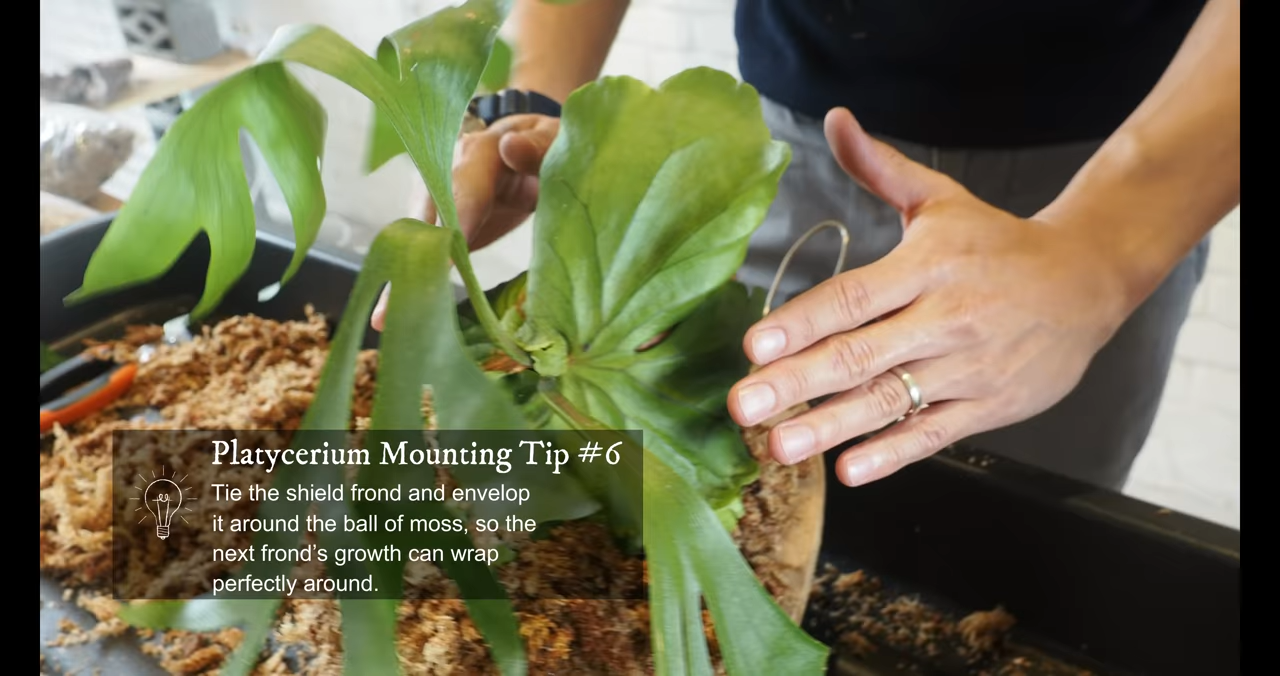 Platycerium Mounting Tip #6
Tie the shield frond and envelop
it around the ball of moss, so the
next frond's growth can wrap
perfectly around.